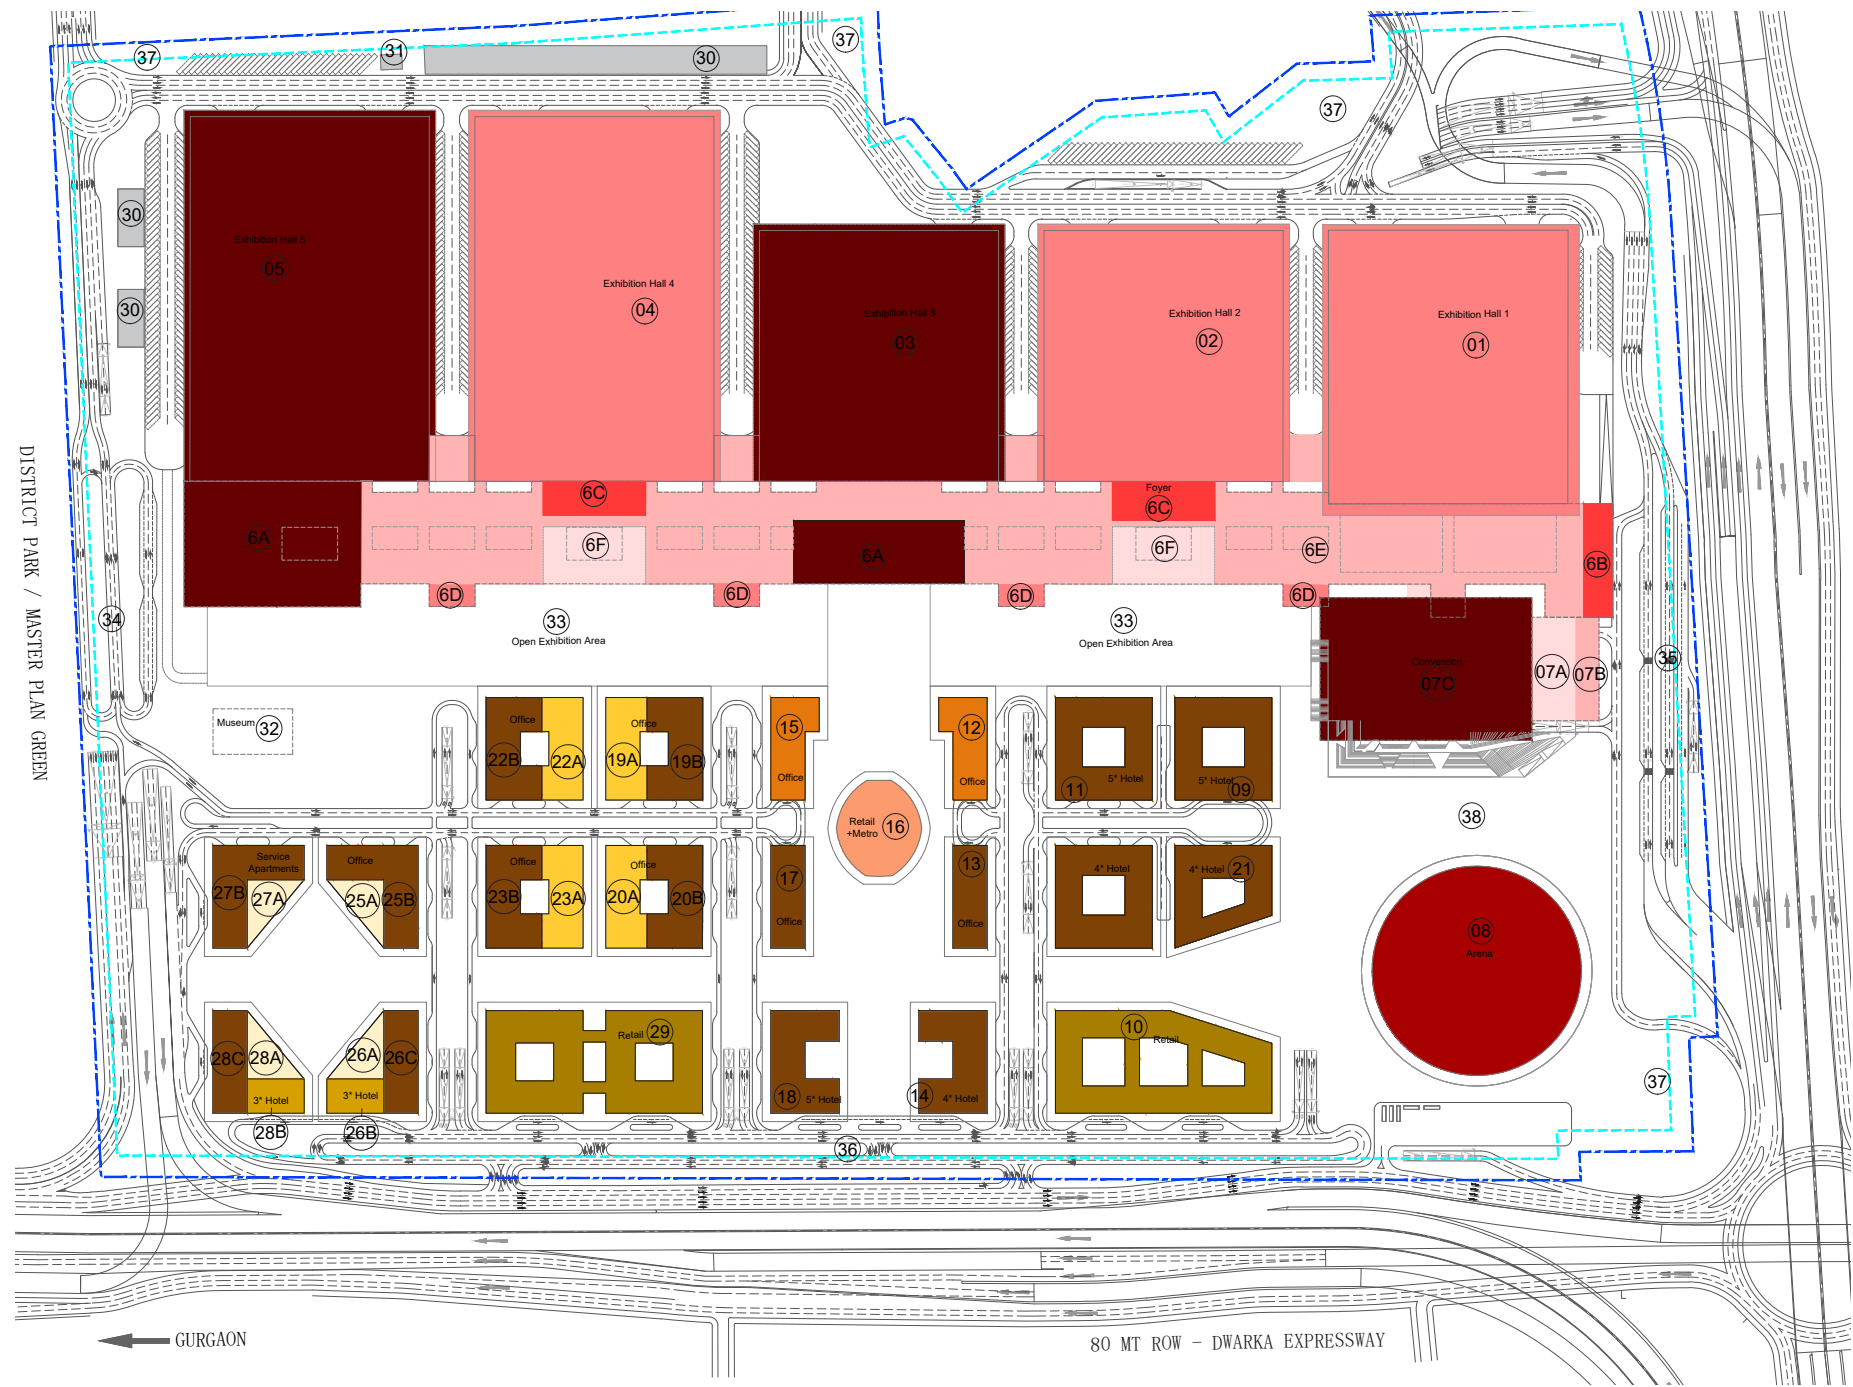 37
31
30
37
37
30
30
Exhibition Hall 5
05
Exhibition Hall 4
04
Exhibition Hall 3
03
Exhibition Hall 2
02
Exhibition Hall 1
01
DISTRICT PARK / MASTER PLAN GREEN
6A
6C
6F
6A
Foyer
6C
6F
6E
6B
6D
6D
6D
6D
34
33
Open Exhibition Area
33
Open Exhibition Area
Convention
07C
07A
07B
35
Museum
32
Office
22B
22A
Office
19A
19B
15
Office
12
Office
11
5* Hotel
5* Hotel
09
Retail
+Metro
16
38
Service
Apartments
27B
27A
Office
25A
25B
Office
23B
23A
Office
20A
20B
17
Office
13
Office
4* Hotel
4* Hotel
21
08
Arena
28C
28A
3* Hotel
28B
26A
26C
3* Hotel
26B
Retail
29
18
5* Hotel
14
4* Hotel
10
Retail
37
36
GURGAON
80 MT ROW - DWARKA EXPRESSWAY